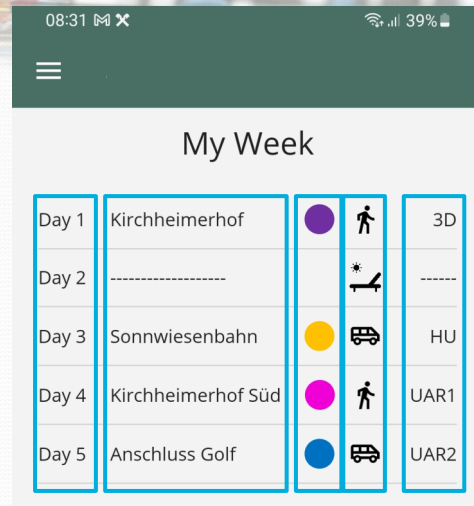 08:31 39%
My Week
Day 1 Kirchheimerhof 3D
Day 2 ------------------- ------
Day 3 Sonnwiesenbahn HU
Day 4 Kirchheimerhof Süd UAR1
Day 5 Anschluss Golf UAR2